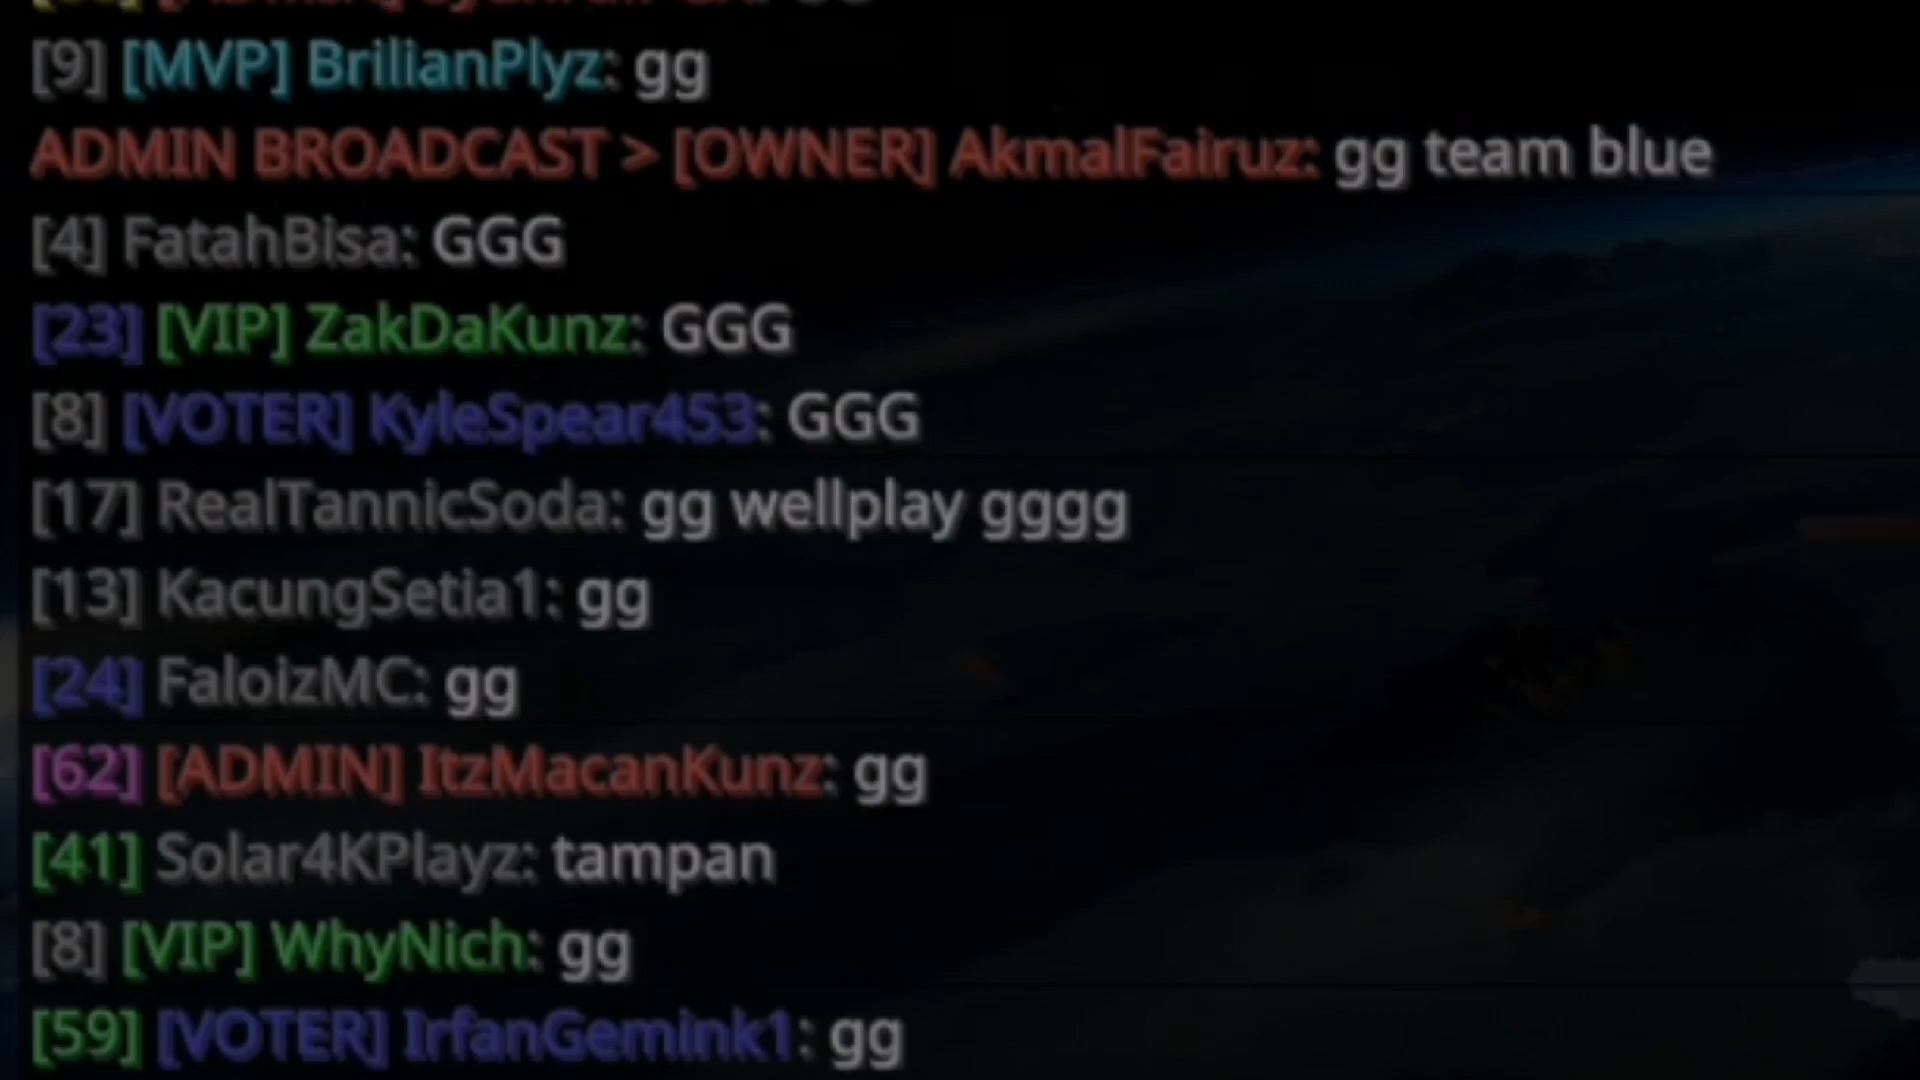 [9] [MVP] BrilianPlyz: gg
ADMIN BROADCAST > [OWNER] AkmalFairuz: gg team blue
[4] FatahBisa: GGG
[23] [VIP] ZakDaKunz: GGG
[8] [VOTER] KyleSpear453: GGG
[17] RealTannicSoda: gg wellplay gggg
[13] KacungSetia1: gg
[24] FaloizMC: gg
[62] [ADMIN] ItzMacanKunz: gg
[41] Solar4KPlayz: tampan
[8] [VIP] WhyNich: gg
[59] [VOTER] IrfanGemink1: gg